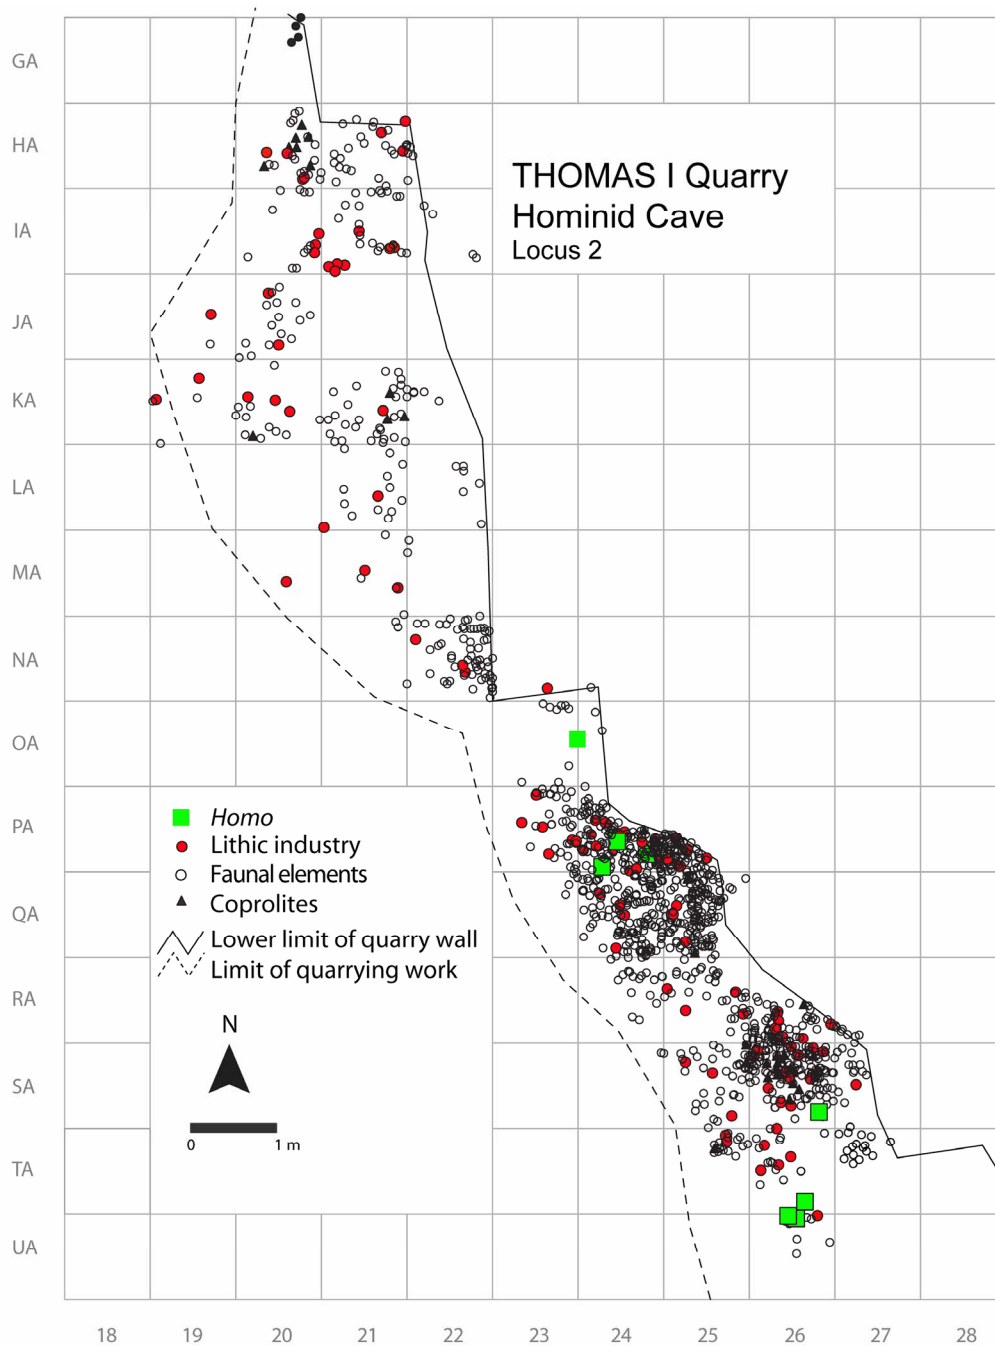 GA
HA
THOMAS I Quarry
Hominid Cave
IA
Locus 2
JA
KA
LA
MA
NA
OA
Homo
PA
Lithic industry
Faunal elements
Coprolites
QA
Lower limit of quarry wall
Limit of quarrying work
RA
N
SA
0 1 m
TA
UA
18 19 20 21 22 23 24 25 26 27 28